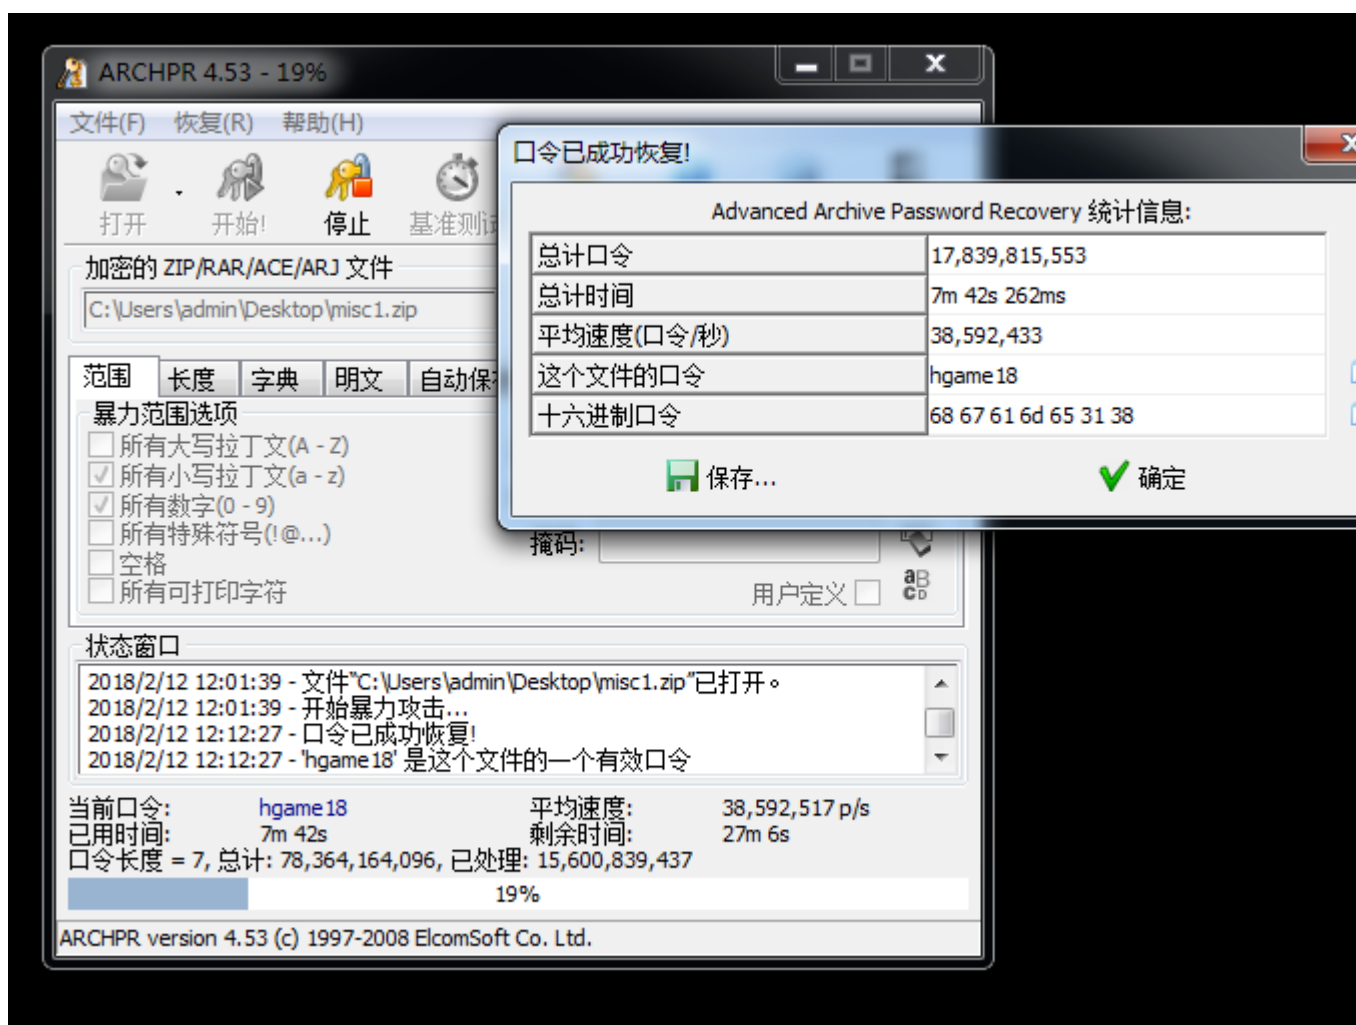 ARCHPR 4.53 - 19%
文件(F) 恢复(R) 帮助(H)
打开 开始! 停止 基准测试
加密的 ZIP/RAR/ACE/ARJ 文件
C:\Users\admin\Desktop\misc1.zip
范围 长度 字典 明文 自动保
暴力范围选项
所有大写拉丁文(A - Z)
所有小写拉丁文(a - z)
所有数字(0 - 9)
所有特殊符号(!@...)
空格
所有可打印字符
掩码:
用户定义
口令已成功恢复!
Advanced Archive Password Recovery 统计信息:
总计口令 17,839,815,553
总计时间 7m 42s 262ms
平均速度(口令/秒) 38,592,433
这个文件的口令 hgame18
十六进制口令 68 67 61 6d 65 31 38
保存... 确定
状态窗口
2018/2/12 12:01:39 - 文件"C:\Users\admin\Desktop\misc1.zip"已打开。
2018/2/12 12:01:39 - 开始暴力攻击...
2018/2/12 12:12:27 - 口令已成功恢复!
2018/2/12 12:12:27 - 'hgame18' 是这个文件的一个有效口令
当前口令: hgame18 平均速度: 38,592,517 p/s
已用时间: 7m 42s 剩余时间: 27m 6s
口令长度 = 7, 总计: 78,364,164,096, 已处理: 15,600,839,437
19%
ARCHPR version 4.53 (c) 1997-2008 ElcomSoft Co. Ltd.